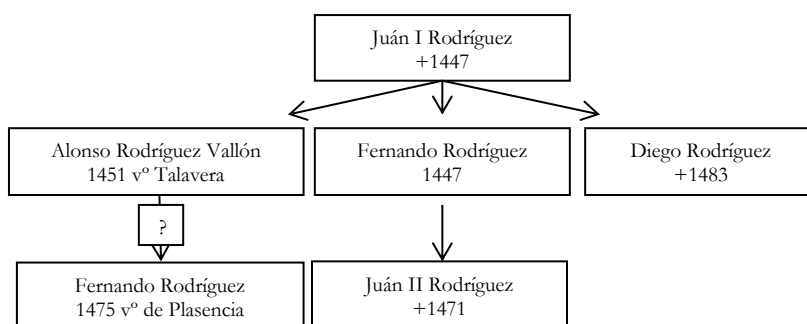 Juán I Rodríguez
+1447
Alonso Rodríguez Vallón
1451 vº Talavera
Fernando Rodríguez
1447
Diego Rodríguez
+1483
?
Fernando Rodríguez
1475 vº de Plasencia
Juán II Rodríguez
+1471